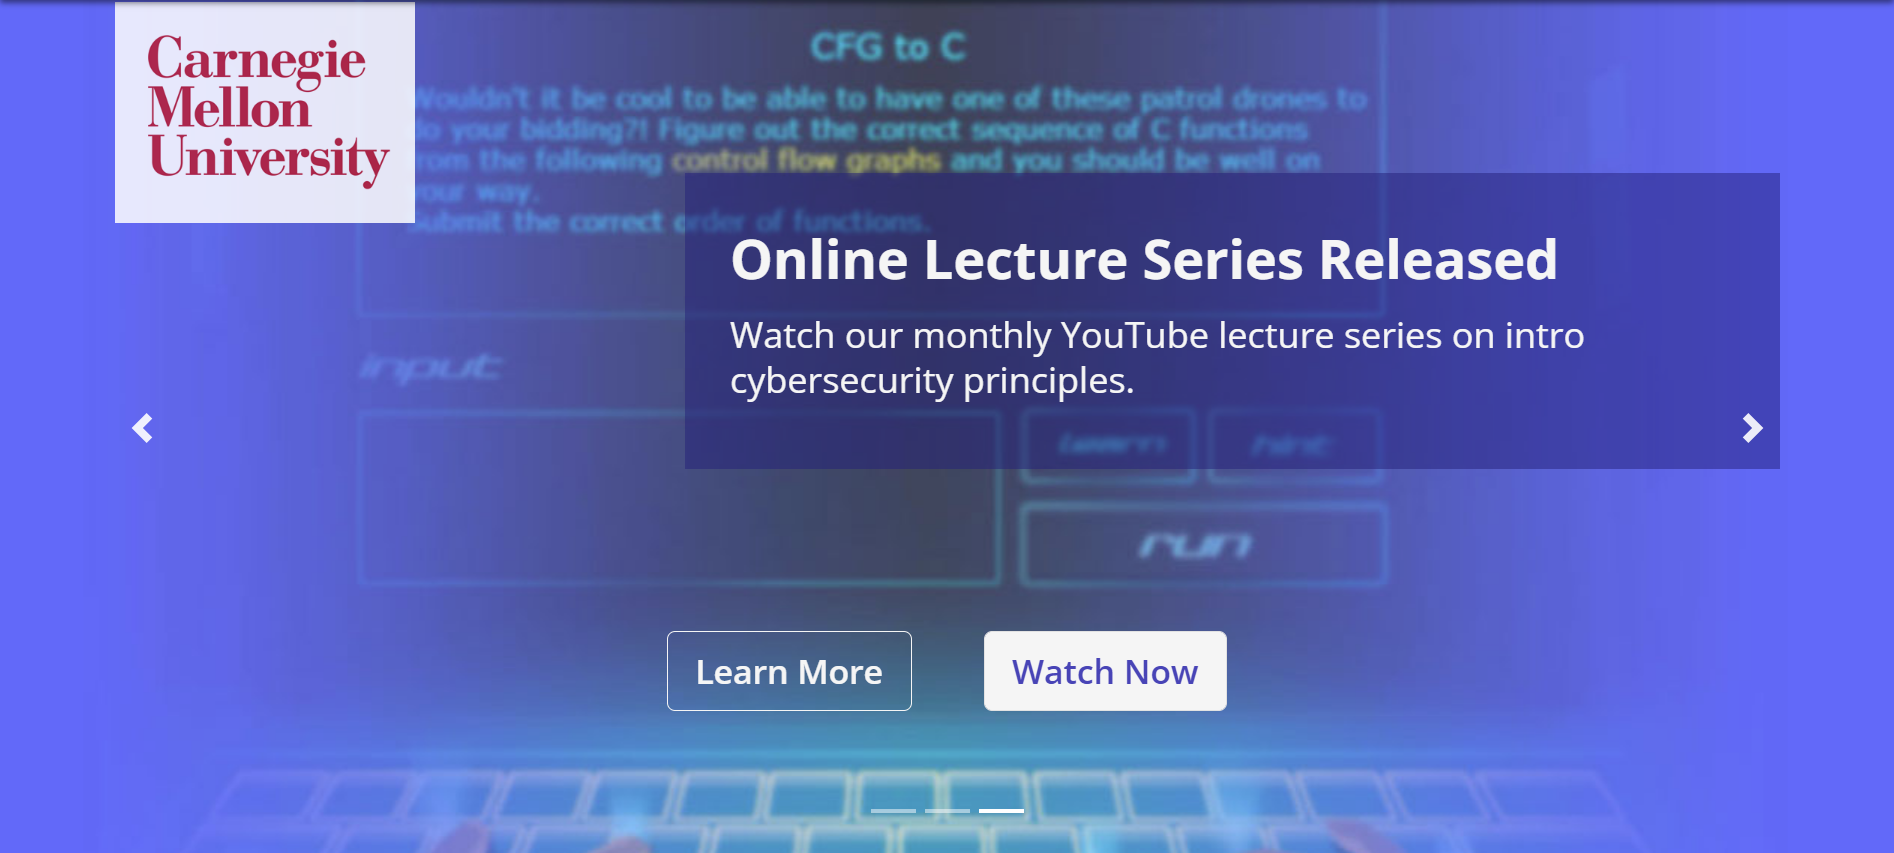 Carnegie
Mellon
University
CFG to C
Wouldn't it be cool to be able to have one of these patrol drones to
do your bidding?! Figure out the correct sequence of C functions
from the following control flow graphs and you should be well on
your way.
Submit the correct order of functions.
Online Lecture Series Released
Watch our monthly YouTube lecture series on intro
cybersecurity principles.
input
learn hint
run
Learn More Watch Now